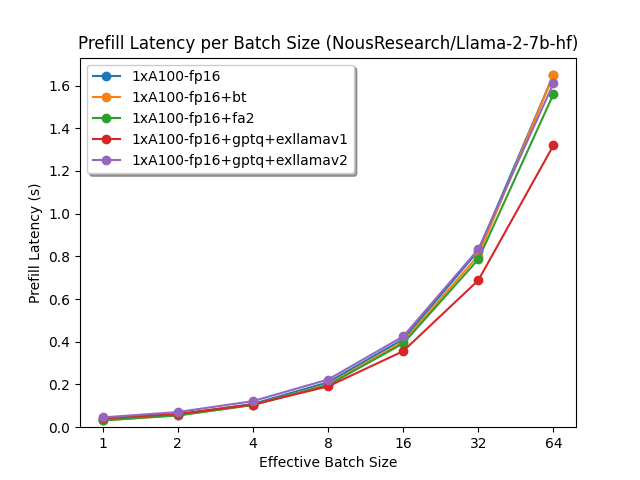 Prefill Latency per Batch Size (NousResearch/Llama-2-7b-hf)
1xA100-fp16
1xA100-fp16+bt
1xA100-fp16+fa2
1xA100-fp16+gptq+exllamav1
1xA100-fp16+gptq+exllamav2
Prefill Latency (s)
1.6
1.4
1.2
1.0
0.8
0.6
0.4
0.2
0.0
1 2 4 8 16 32 64
Effective Batch Size